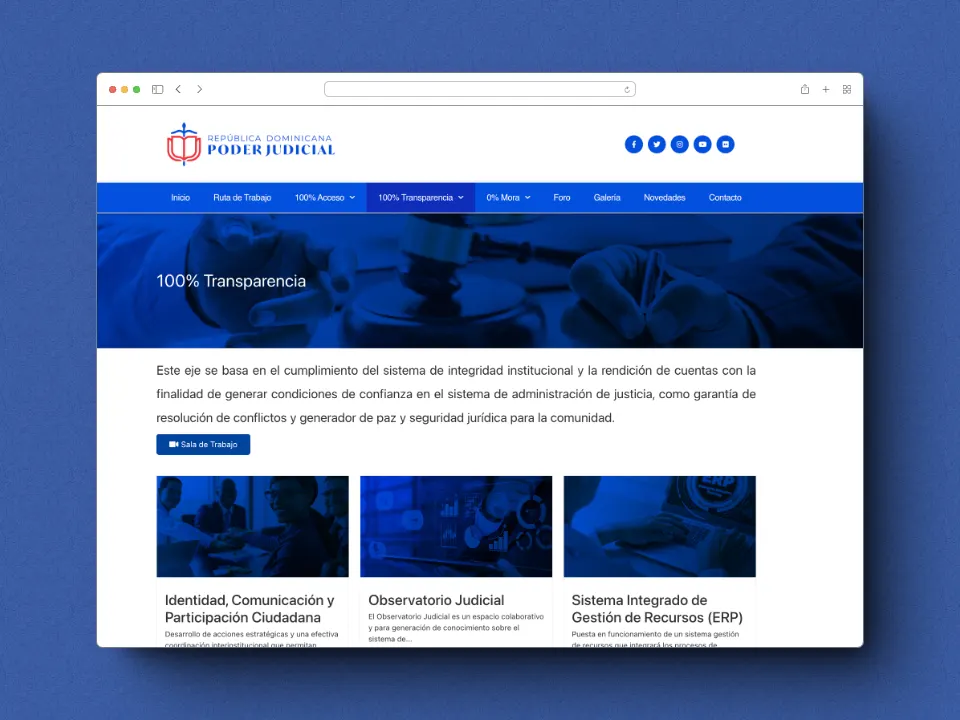 REPÚBLICA DOMINICANA
PODER JUDICIAL
Inicio Ruta de Trabajo 100% Acceso 100% Transparencia 0% Mora Foro Galería Novedades Contacto
100% Transparencia
Este eje se basa en el cumplimiento del sistema de integridad institucional y la rendición de cuentas con la
finalidad de generar condiciones de confianza en el sistema de administración de justicia, como garantía de
resolución de conflictos y generador de paz y seguridad jurídica para la comunidad.
Sala de Trabajo
ERP
Identidad, Comunicación y
Participación Ciudadana
Desarrollo de acciones estratégicas y una efectiva
coordinación interinstitucional que permitan
Observatorio Judicial
El Observatorio Judicial es un espacio colaborativo
y para generación de conocimiento sobre el
sistema de...
Sistema Integrado de
Gestión de Recursos (ERP)
Puesta en funcionamiento de un sistema gestión
de recursos que integrará los procesos de